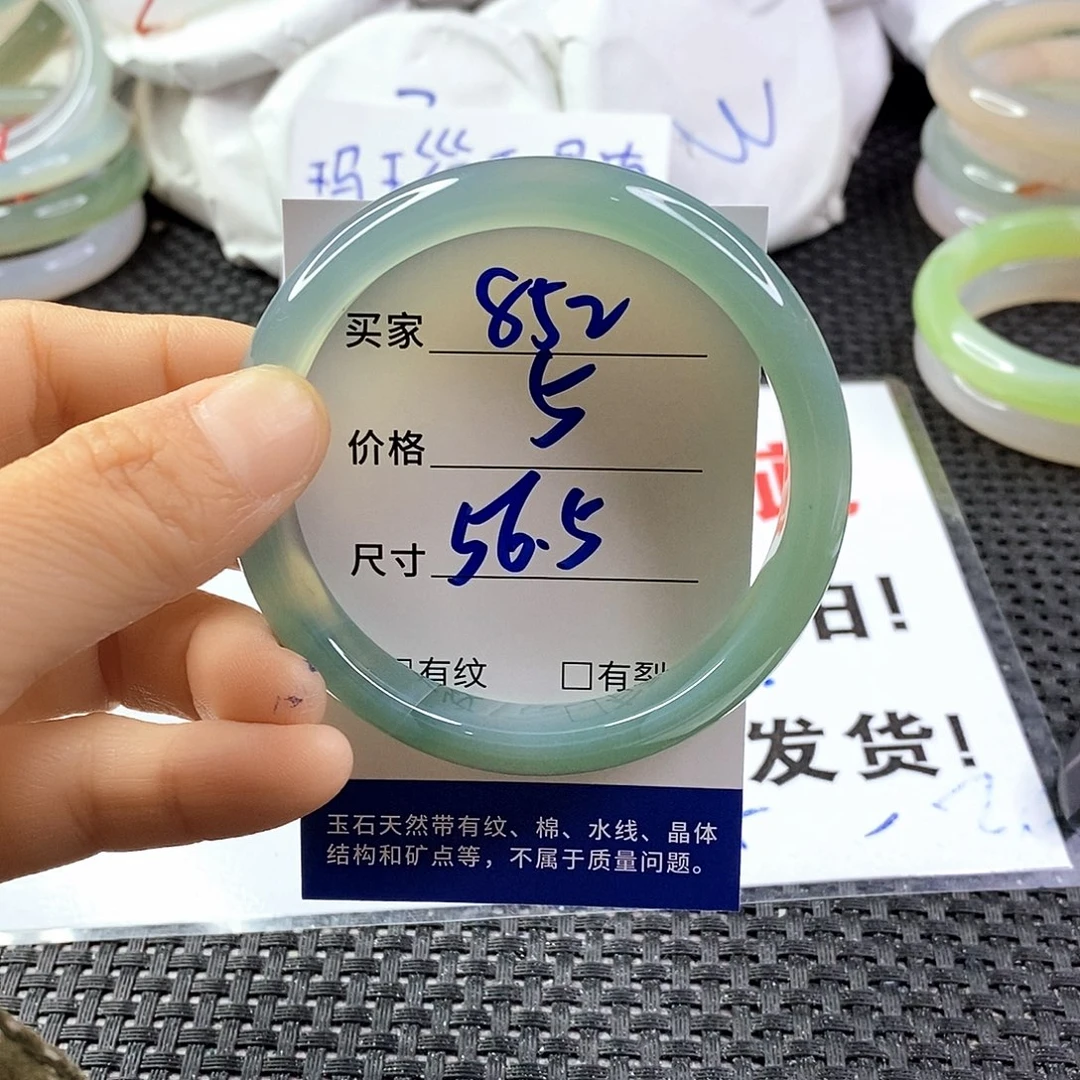 玛瑙
买家 852
价格 5
尺寸 56.5
有纹 □有裂
玉石天然带有纹、棉、水线、晶体
结构和矿点等，不属于质量问题。
发货!